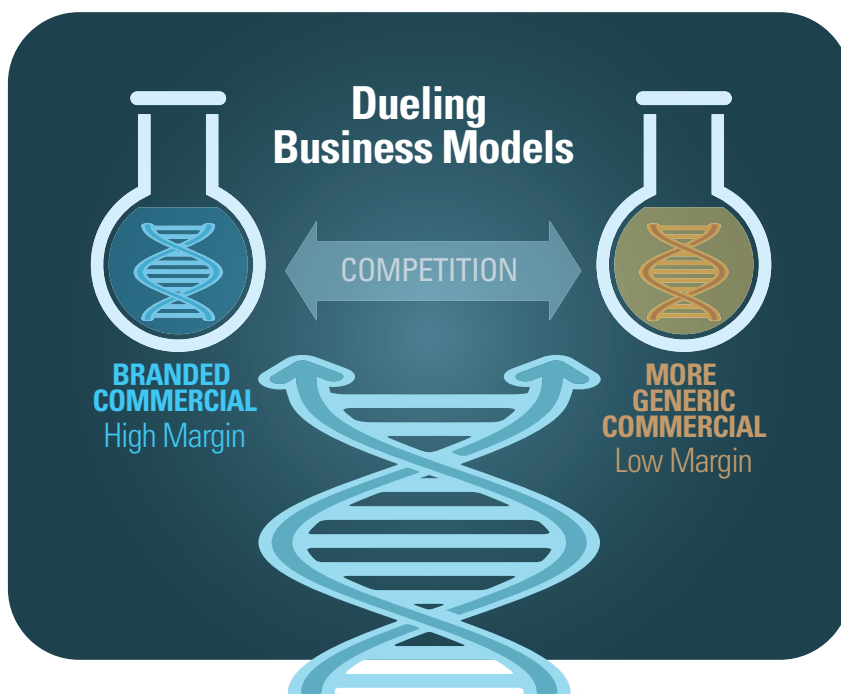 Dueling
Business Models
COMPETITION
BRANDED
COMMERCIAL
High Margin
MORE
GENERIC
COMMERCIAL
Low Margin